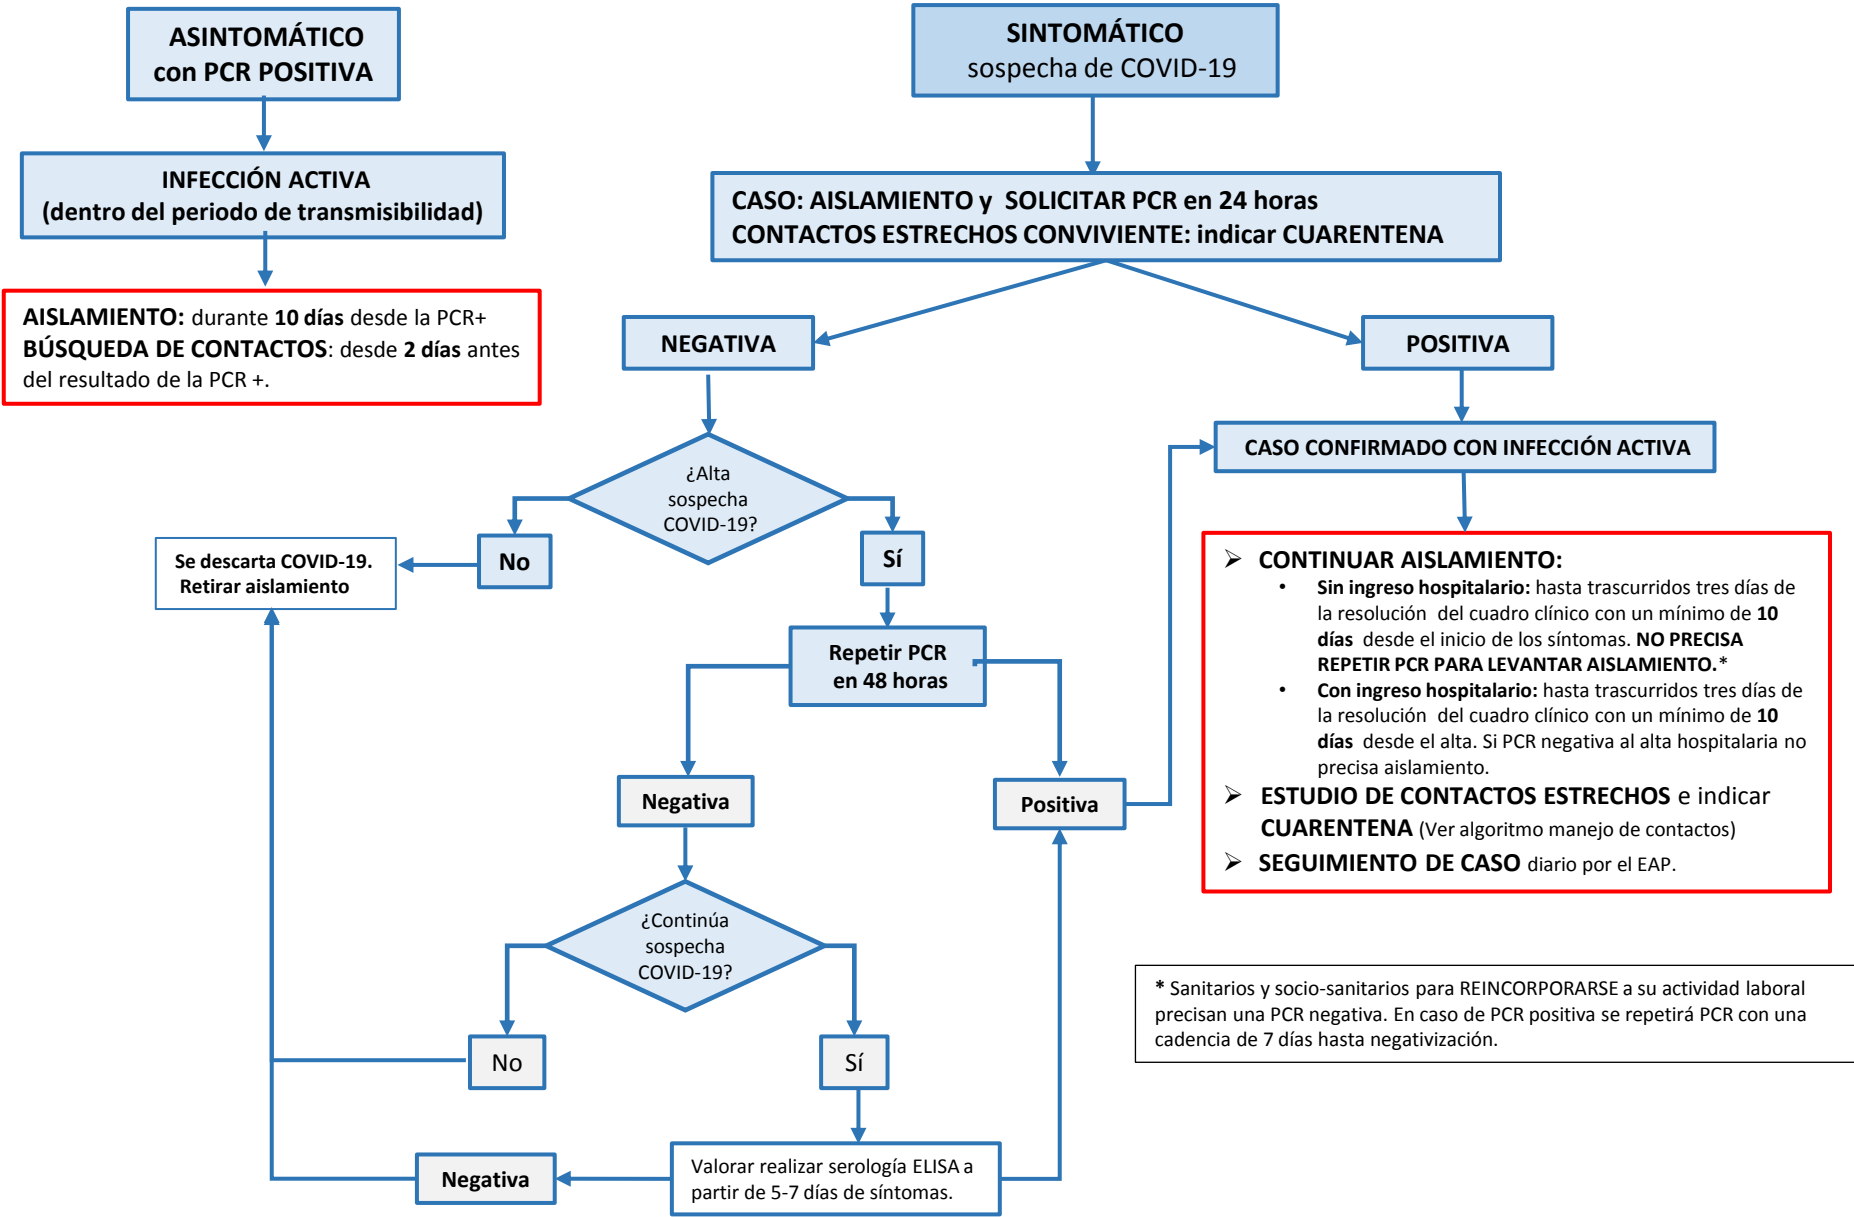 ASINTOMÁTICO
con PCR POSITIVA
INFECCIÓN ACTIVA
(dentro del periodo de transmisibilidad)
AISLAMIENTO: durante 10 días desde la PCR+
BÚSQUEDA DE CONTACTOS: desde 2 días antes
del resultado de la PCR +.
SINTOMÁTICO
sospecha de COVID-19
CASO: AISLAMIENTO y SOLICITAR PCR en 24 horas
CONTACTOS ESTRECHOS CONVIVIENTE: indicar CUARENTENA
NEGATIVA
POSITIVA
¿Alta
sospecha
COVID-19?
CASO CONFIRMADO CON INFECCIÓN ACTIVA
No
Sí
Se descarta COVID-19.
Retirar aislamiento
Repetir PCR
en 48 horas
Negativa
Positiva
➢ CONTINUAR AISLAMIENTO:
• Sin ingreso hospitalario: hasta trascurridos tres días de
la resolución del cuadro clínico con un mínimo de 10
días desde el inicio de los síntomas. NO PRECISA
REPETIR PCR PARA LEVANTAR AISLAMIENTO.*
• Con ingreso hospitalario: hasta trascurridos tres días de
la resolución del cuadro clínico con un mínimo de 10
días desde el alta. Si PCR negativa al alta hospitalaria no
precisa aislamiento.
➢ ESTUDIO DE CONTACTOS ESTRECHOS e indicar
CUARENTENA (Ver algoritmo manejo de contactos)
➢ SEGUIMIENTO DE CASO diario por el EAP.
¿Continúa
sospecha
COVID-19?
No
Sí
Negativa
Valorar realizar serología ELISA a
partir de 5-7 días de síntomas.
* Sanitarios y socio-sanitarios para REINCORPORARSE a su actividad laboral
precisan una PCR negativa. En caso de PCR positiva se repetirá PCR con una
cadencia de 7 días hasta negativización.